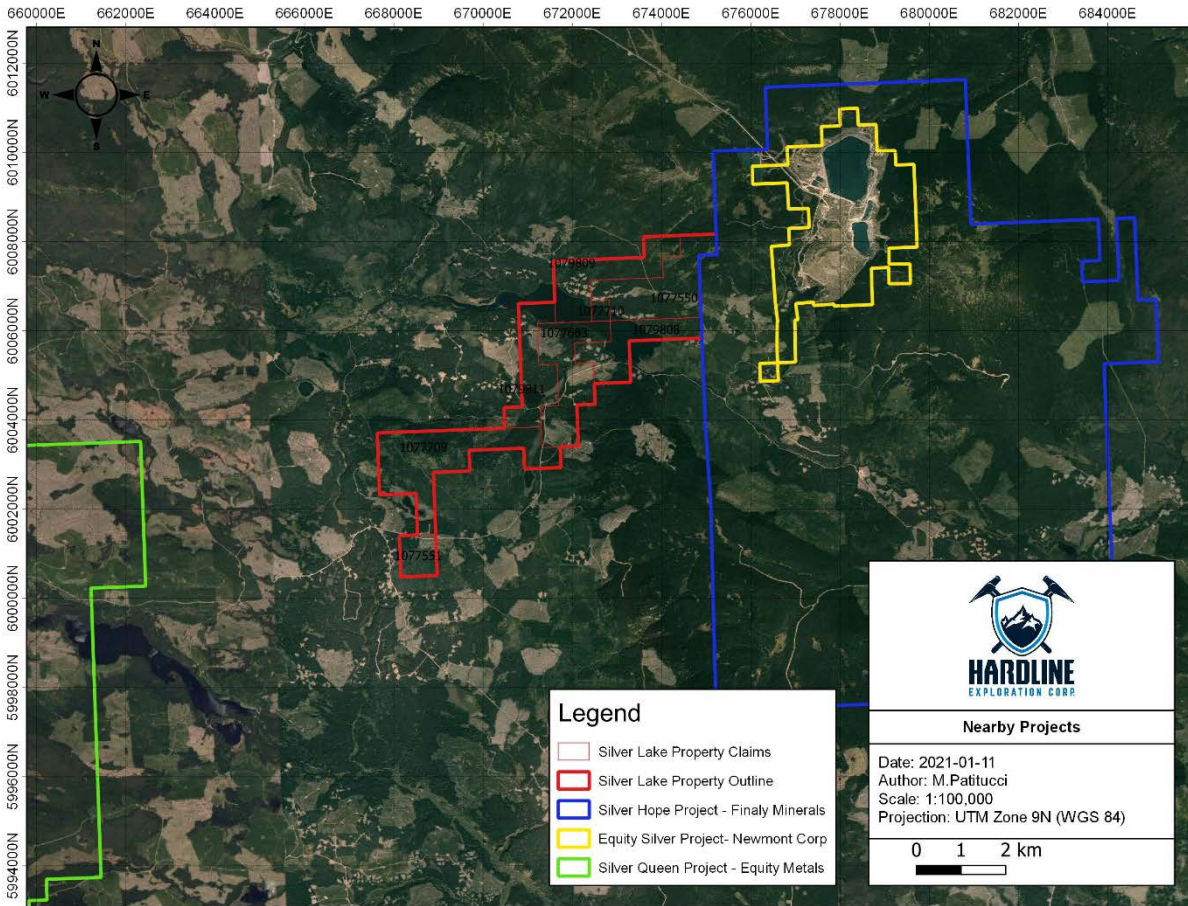 660000E 662000E 664000E 666000E 668000E 670000E 672000E 674000E 676000E 678000E 680000E 682000E 684000E
N
W E
S
6012000N
6010000N
6008000N
6006000N
6004000N
6002000N
6000000N
5998000N
5996000N
5994000N
1079809
1077550
1077710
1077663
1079808
1079811
1077709
1077551
Legend
Silver Lake Property Claims
Silver Lake Property Outline
Silver Hope Project - Finaly Minerals
Equity Silver Project- Newmont Corp
Silver Queen Project - Equity Metals
HARDLINE
EXPLORATION CORP.
Nearby Projects
Date: 2021-01-11
Author: M.Patitucci
Scale: 1:100,000
Projection: UTM Zone 9N (WGS 84)
0 1 2 km